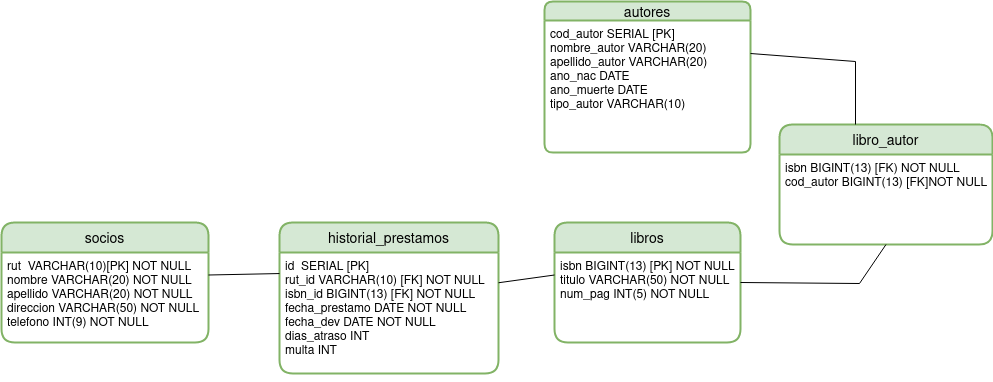 autores
cod_autor SERIAL [PK]
nombre_autor VARCHAR(20)
apellido_autor VARCHAR(20)
ano_nac DATE
ano_muerte DATE
tipo_autor VARCHAR(10)
libro_autor
isbn BIGINT(13) [FK) NOT NULL
cod_autor BIGINT(13) [FK]NOT NULL
socios
rut  VARCHAR(10)[PK] NOT NULL
nombre VARCHAR(20) NOT NULL
apellido VARCHAR(20) NOT NULL
direccion VARCHAR(50) NOT NULL
telefono INT(9) NOT NULL
historial_prestamos
id  SERIAL [PK]
rut_id VARCHAR(10) [FK] NOT NULL
isbn_id BIGINT(13) [FK] NOT NULL
fecha_prestamo DATE NOT NULL
fecha_dev DATE NOT NULL
dias_atraso INT
multa INT
libros
isbn BIGINT(13) [PK] NOT NULL
titulo VARCHAR(50) NOT NULL
num_pag INT(5) NOT NULL